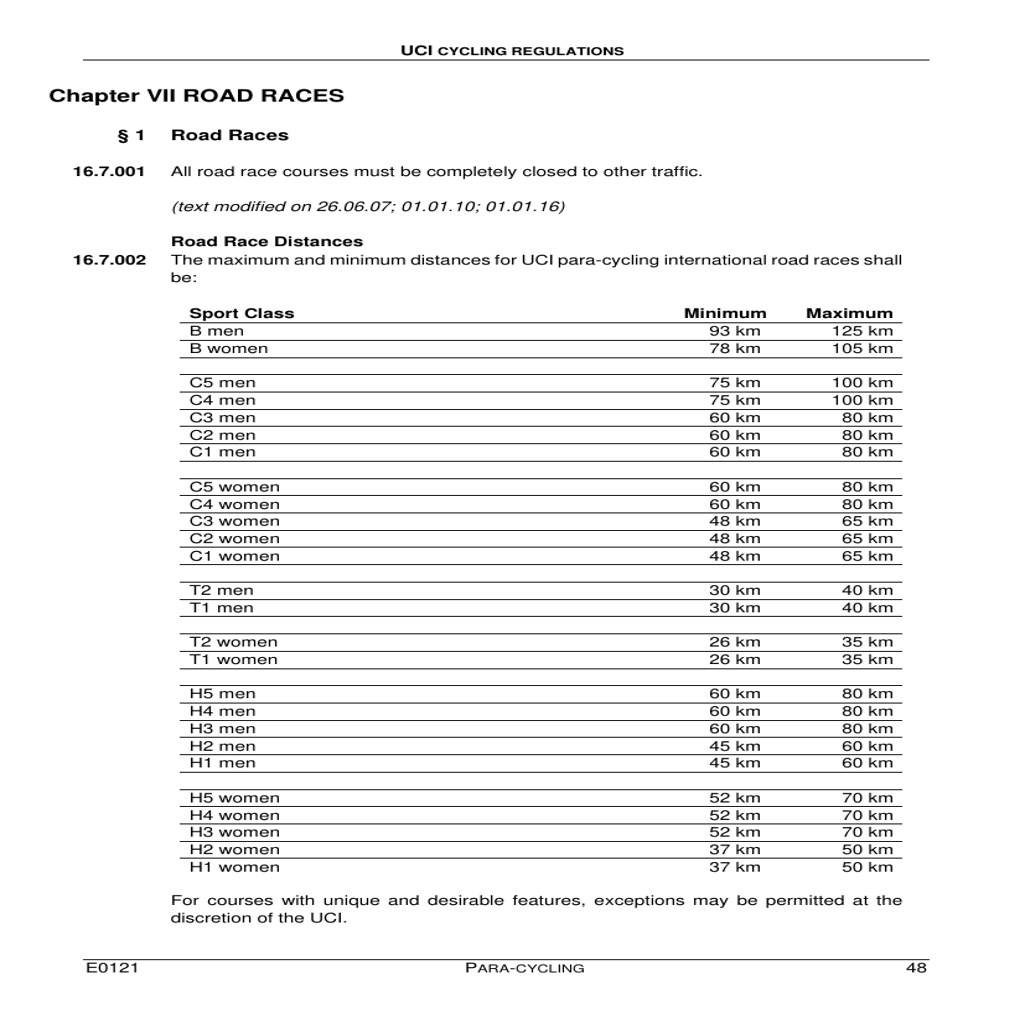 UCI CYCLING REGULATIONS
Chapter VII ROAD RACES
§ 1 Road Races
16.7.001 All road race courses must be completely closed to other traffic.
(text modified on 26.06.07; 01.01.10; 01.01.16)
Road Race Distances
16.7.002 The maximum and minimum distances for UCI para-cycling international road races shall
be:
Sport Class Minimum Maximum
B men 93 km 125 km
B women 78 km 105 km
C5 men 75 km 100 km
C4 men 75 km 100 km
C3 men 60 km 80 km
C2 men 60 km 80 km
C1 men 60 km 80 km
C5 women 60 km 80 km
C4 women 60 km 80 km
C3 women 48 km 65 km
C2 women 48 km 65 km
C1 women 48 km 65 km
T2 men 30 km 40 km
T1 men 30 km 40 km
T2 women 26 km 35 km
T1 women 26 km 35 km
H5 men 60 km 80 km
H4 men 60 km 80 km
H3 men 60 km 80 km
H2 men 45 km 60 km
H1 men 45 km 60 km
H5 women 52 km 70 km
H4 women 52 km 70 km
H3 women 52 km 70 km
H2 women 37 km 50 km
H1 women 37 km 50 km
For courses with unique and desirable features, exceptions may be permitted at the
discretion of the UCI.
E0121 PARA-CYCLING 48